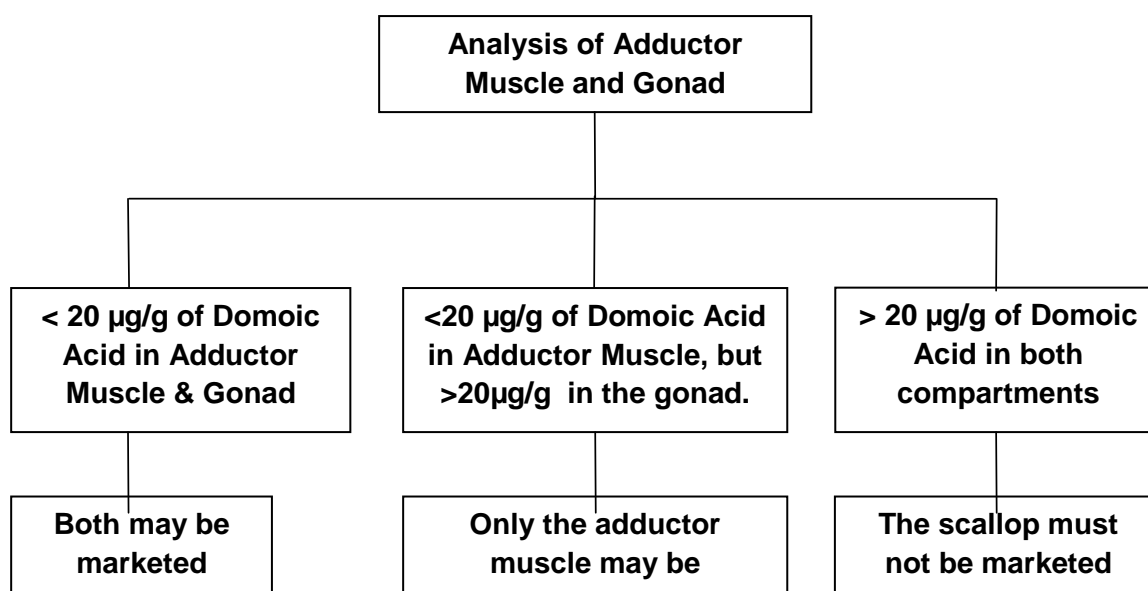 Analysis of Adductor
Muscle and Gonad
< 20 µg/g of Domoic
Acid in Adductor
Muscle & Gonad
<20 µg/g of Domoic Acid
in Adductor Muscle, but
>20µg/g in the gonad.
> 20 µg/g of Domoic
Acid in both
compartments
Both may be
marketed
Only the adductor
muscle may be
The scallop must
not be marketed